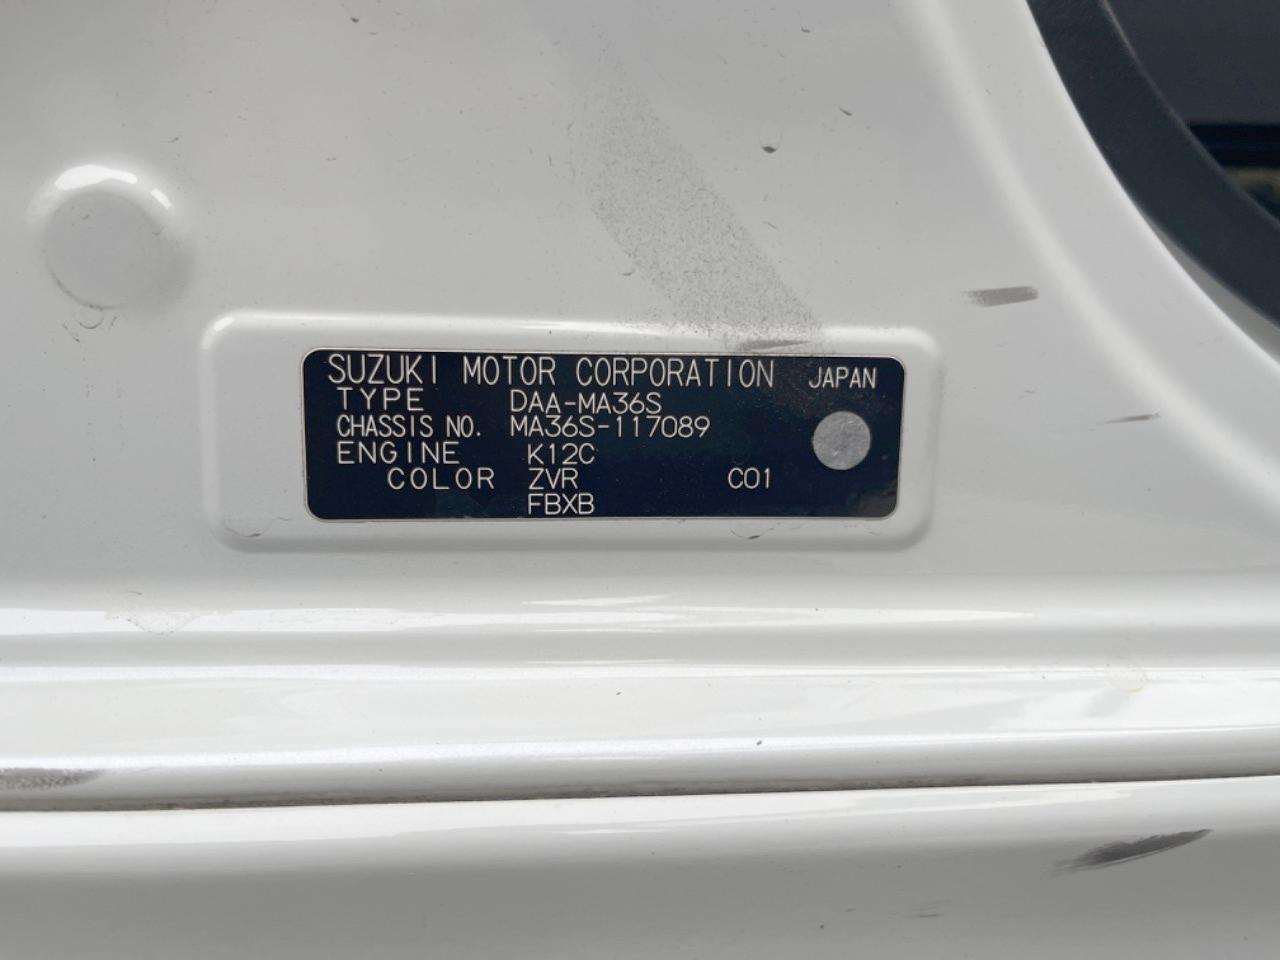 SUZUKI MOTOR CORPORATION JAPAN
TYPE DAA-MA36S
CHASSIS NO. MA36S-117089
ENGINE K12C
COLOR ZVR C01
FBXB